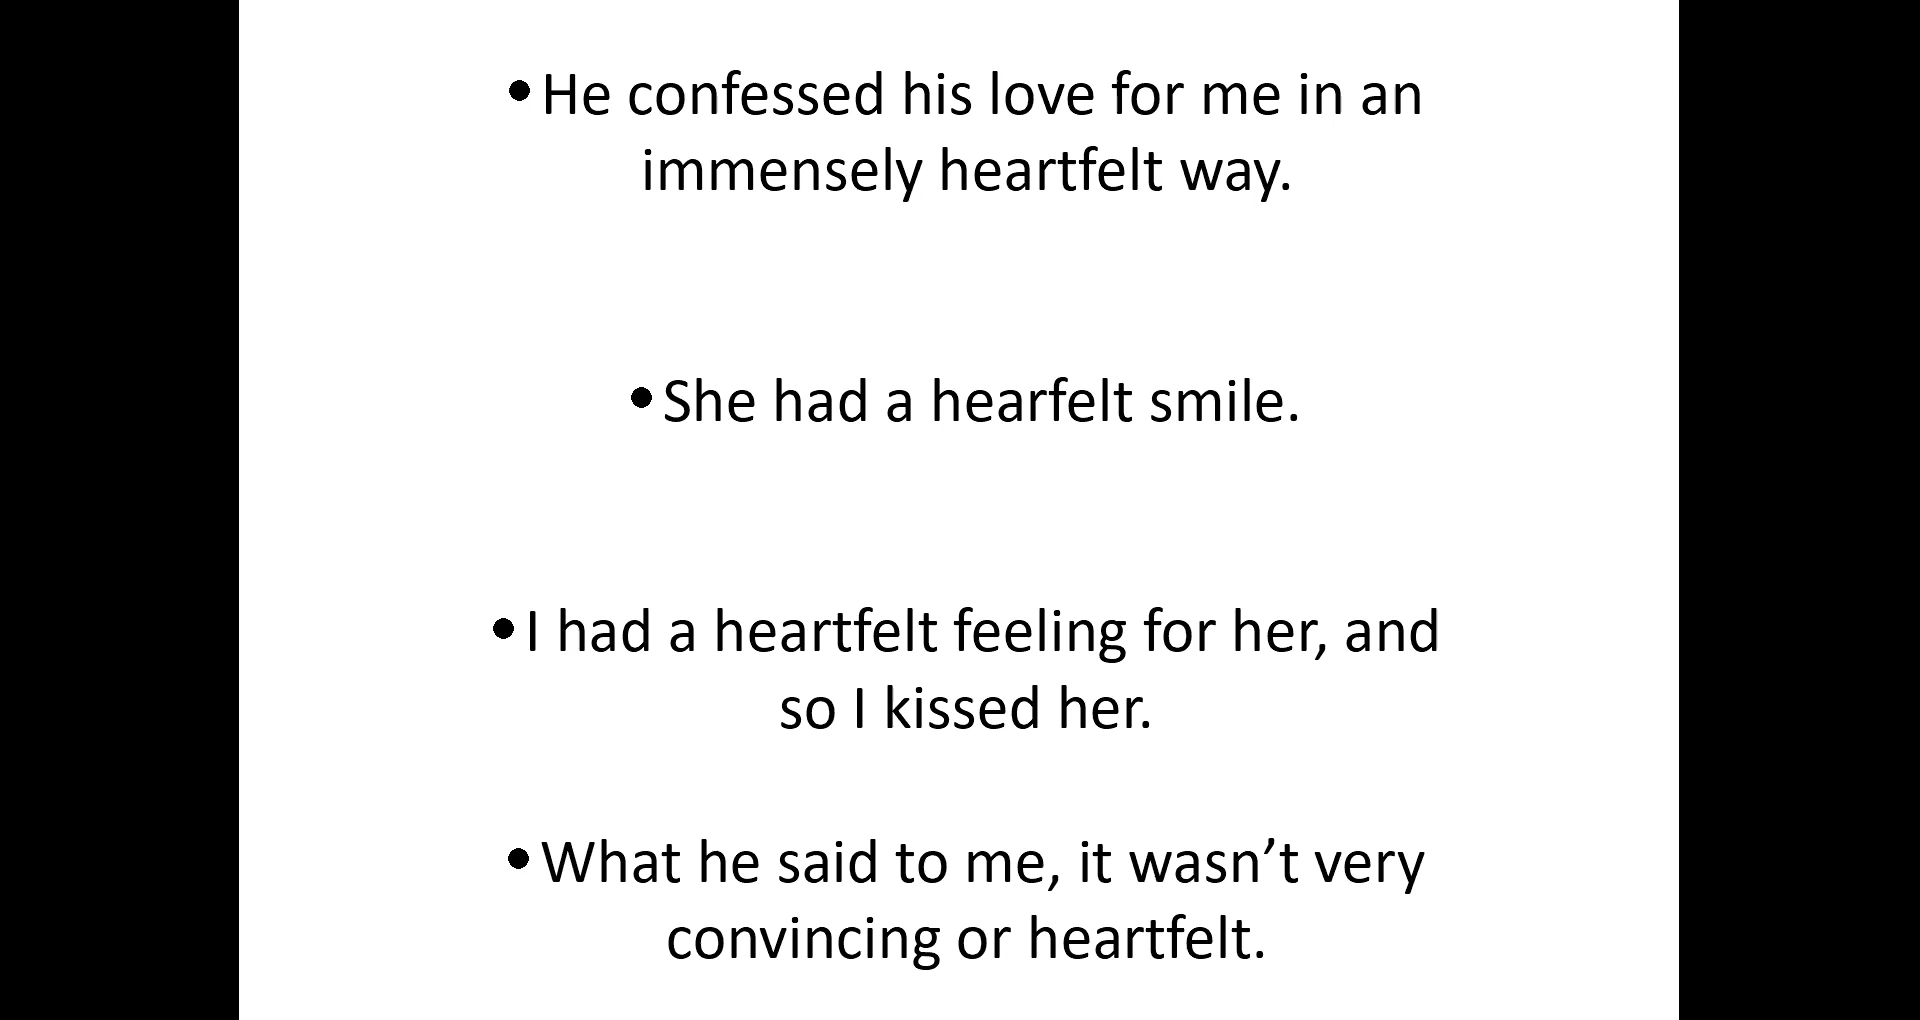 • He confessed his love for me in an
immensely heartfelt way.
• She had a hearfelt smile.
• I had a heartfelt feeling for her, and
so I kissed her.
• What he said to me, it wasn’t very
convincing or heartfelt.